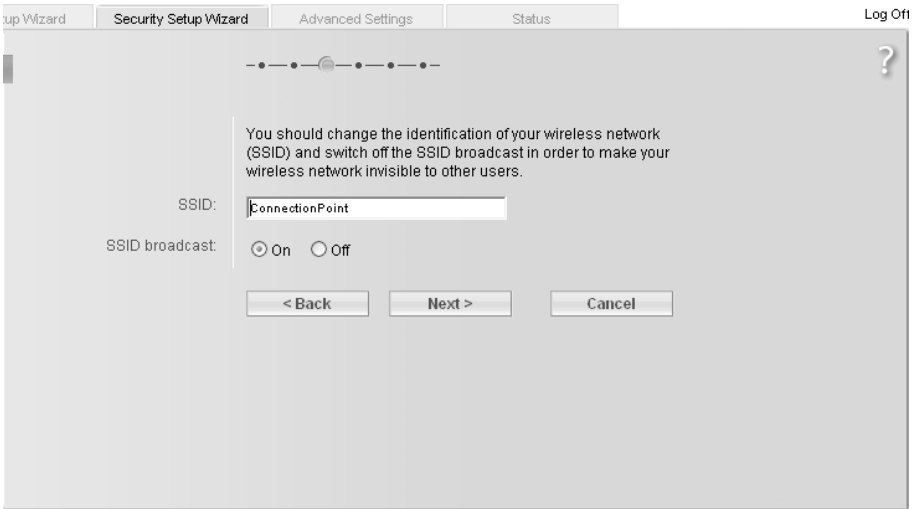 tup Wizard Security Setup Wizard Advanced Settings Status Log Off
?
You should change the identification of your wireless network
(SSID) and switch off the SSID broadcast in order to make your
wireless network invisible to other users.
SSID: ConnectionPoint
SSID broadcast: On Off
< Back Next > Cancel